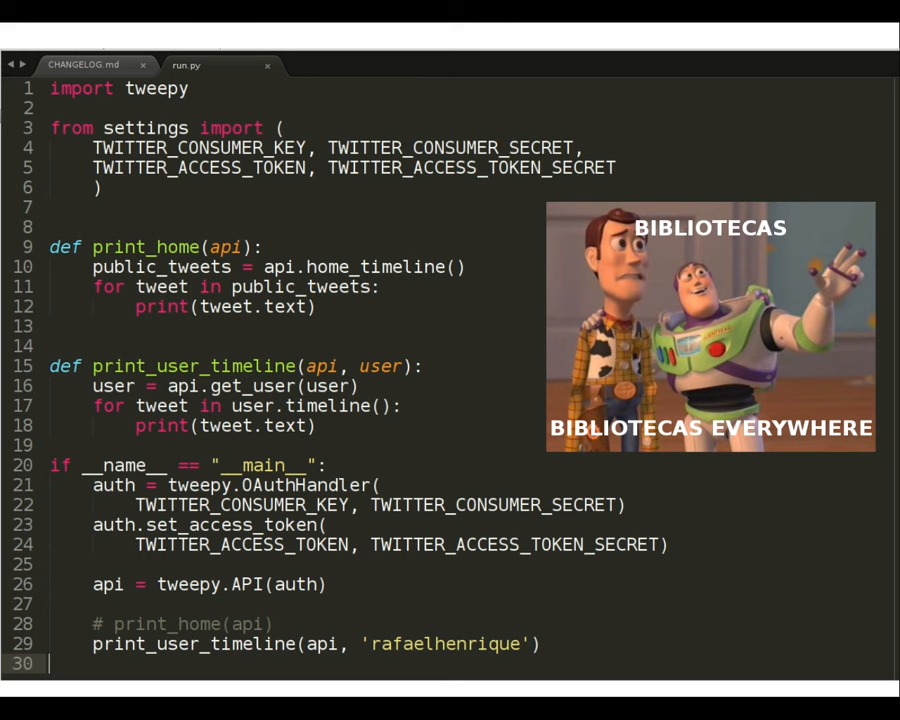 CHANGELOG.md × run.py ×
1 import tweepy
2
3 from settings import (
4     TWITTER_CONSUMER_KEY, TWITTER_CONSUMER_SECRET,
5     TWITTER_ACCESS_TOKEN, TWITTER_ACCESS_TOKEN_SECRET
6     )
7
8
9 def print_home(api):
10     public_tweets = api.home_timeline()
11     for tweet in public_tweets:
12         print(tweet.text)
13
14
15 def print_user_timeline(api, user):
16     user = api.get_user(user)
17     for tweet in user.timeline():
18         print(tweet.text)
19
20 if __name__ == "__main__":
21     auth = tweepy.OAuthHandler(
22         TWITTER_CONSUMER_KEY, TWITTER_CONSUMER_SECRET)
23     auth.set_access_token(
24         TWITTER_ACCESS_TOKEN, TWITTER_ACCESS_TOKEN_SECRET)
25
26     api = tweepy.API(auth)
27
28     # print_home(api)
29     print_user_timeline(api, 'rafaelhenrique')
30
BIBLIOTECAS
BIBLIOTECAS EVERYWHERE